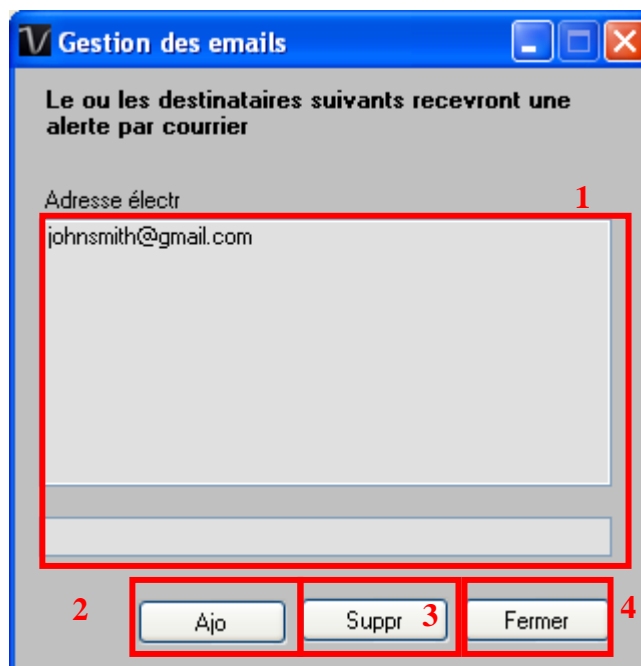 Gestion des emails
Le ou les destinataires suivants recevront une
alerte par courrier
Adresse électr
1
johnsmith@gmail.com
2
Ajo
Suppr
3
Fermer
4